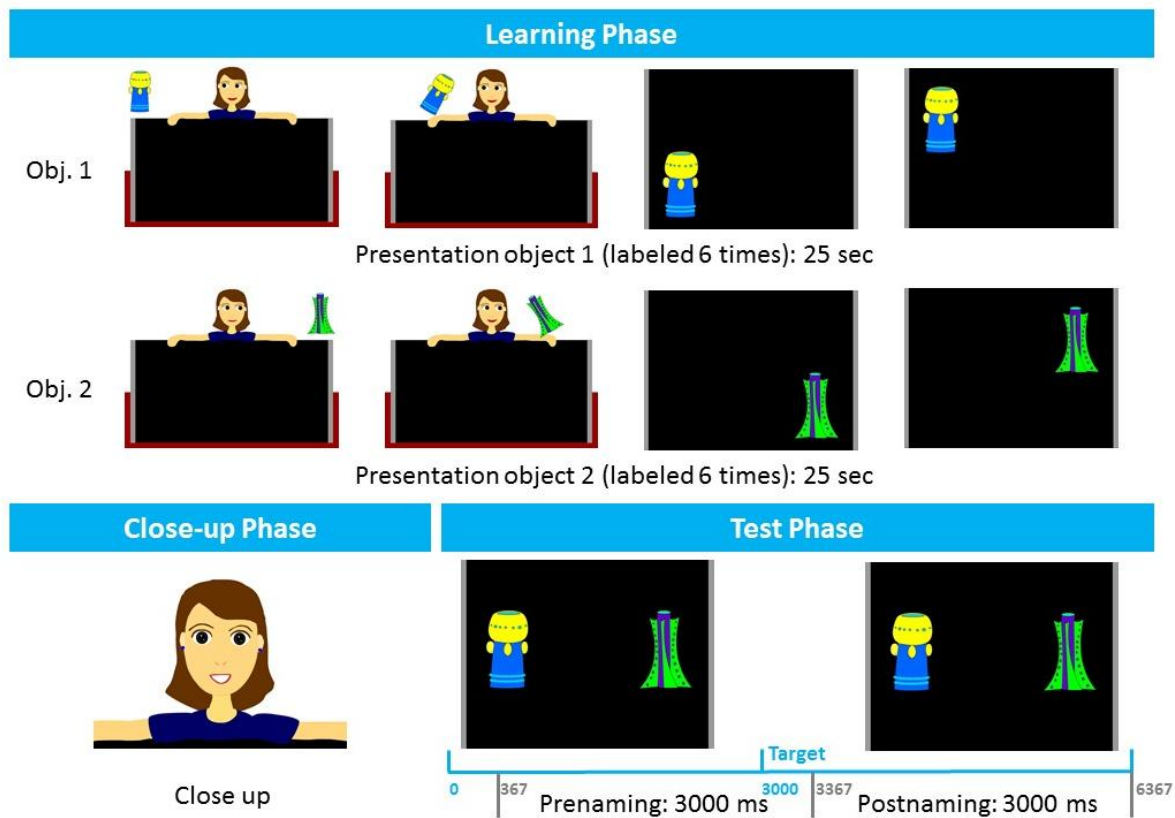 Learning Phase
Obj. 1
Presentation object 1 (labeled 6 times): 25 sec
Obj. 2
Presentation object 2 (labeled 6 times): 25 sec
Close-up Phase
Close up
Test Phase
Target
0
367
3000
3367
6367
Prenaming: 3000 ms
Postnaming: 3000 ms